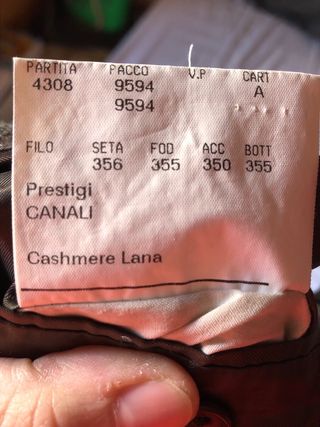 PARTITA PACCO V.P CART
4308 9594 A
9594
FILO SETA FOD ACC BOTT
356 355 350 355
Prestigi
CANALI
Cashmere Lana